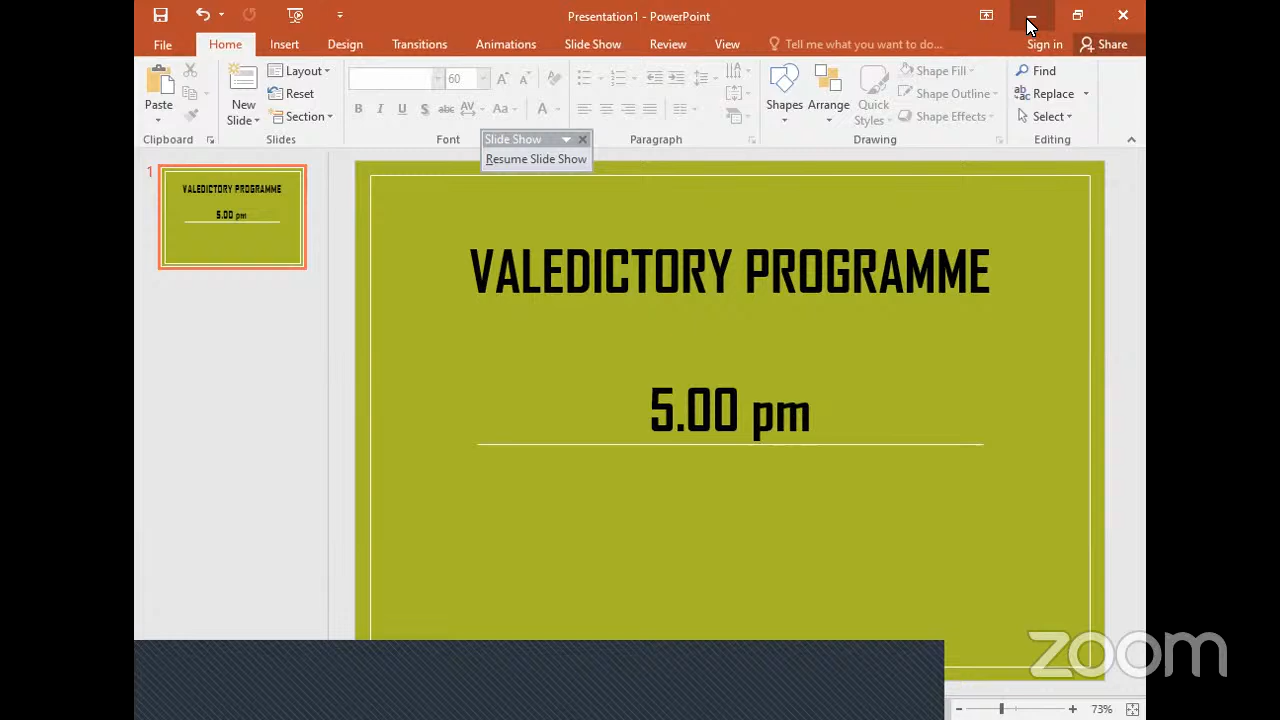 Presentation1 - PowerPoint
File Home Insert Design Transitions Animations Slide Show Review View Tell me what you want to do... Sign in Share
Paste
Clipboard
New Slide
Layout
Reset
Section
Slides
60
B I U S abc AV Aa A
Font
Paragraph
Shapes
Arrange
Quick Styles
Shape Fill
Shape Outline
Shape Effects
Drawing
Find
Replace
Select
Editing
Slide Show
Resume Slide Show
1
VALEDICTORY PROGRAMME
5.00 pm
VALEDICTORY PROGRAMME
5.00 pm
zoom
73%